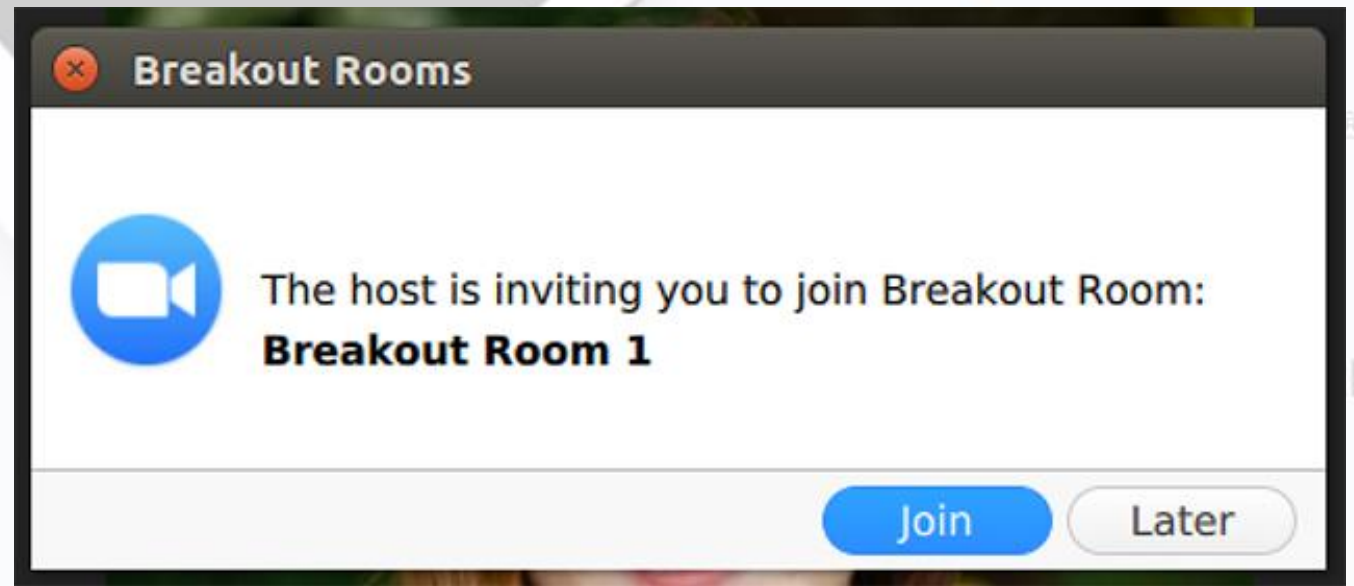 Breakout Rooms
The host is inviting you to join Breakout Room:
Breakout Room 1
Join
Later